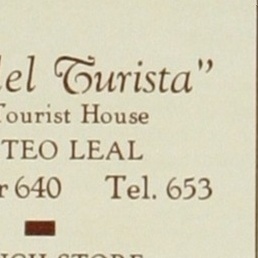 del Turista"
Tourist House
TEO LEAL
r 640 Tel. 653